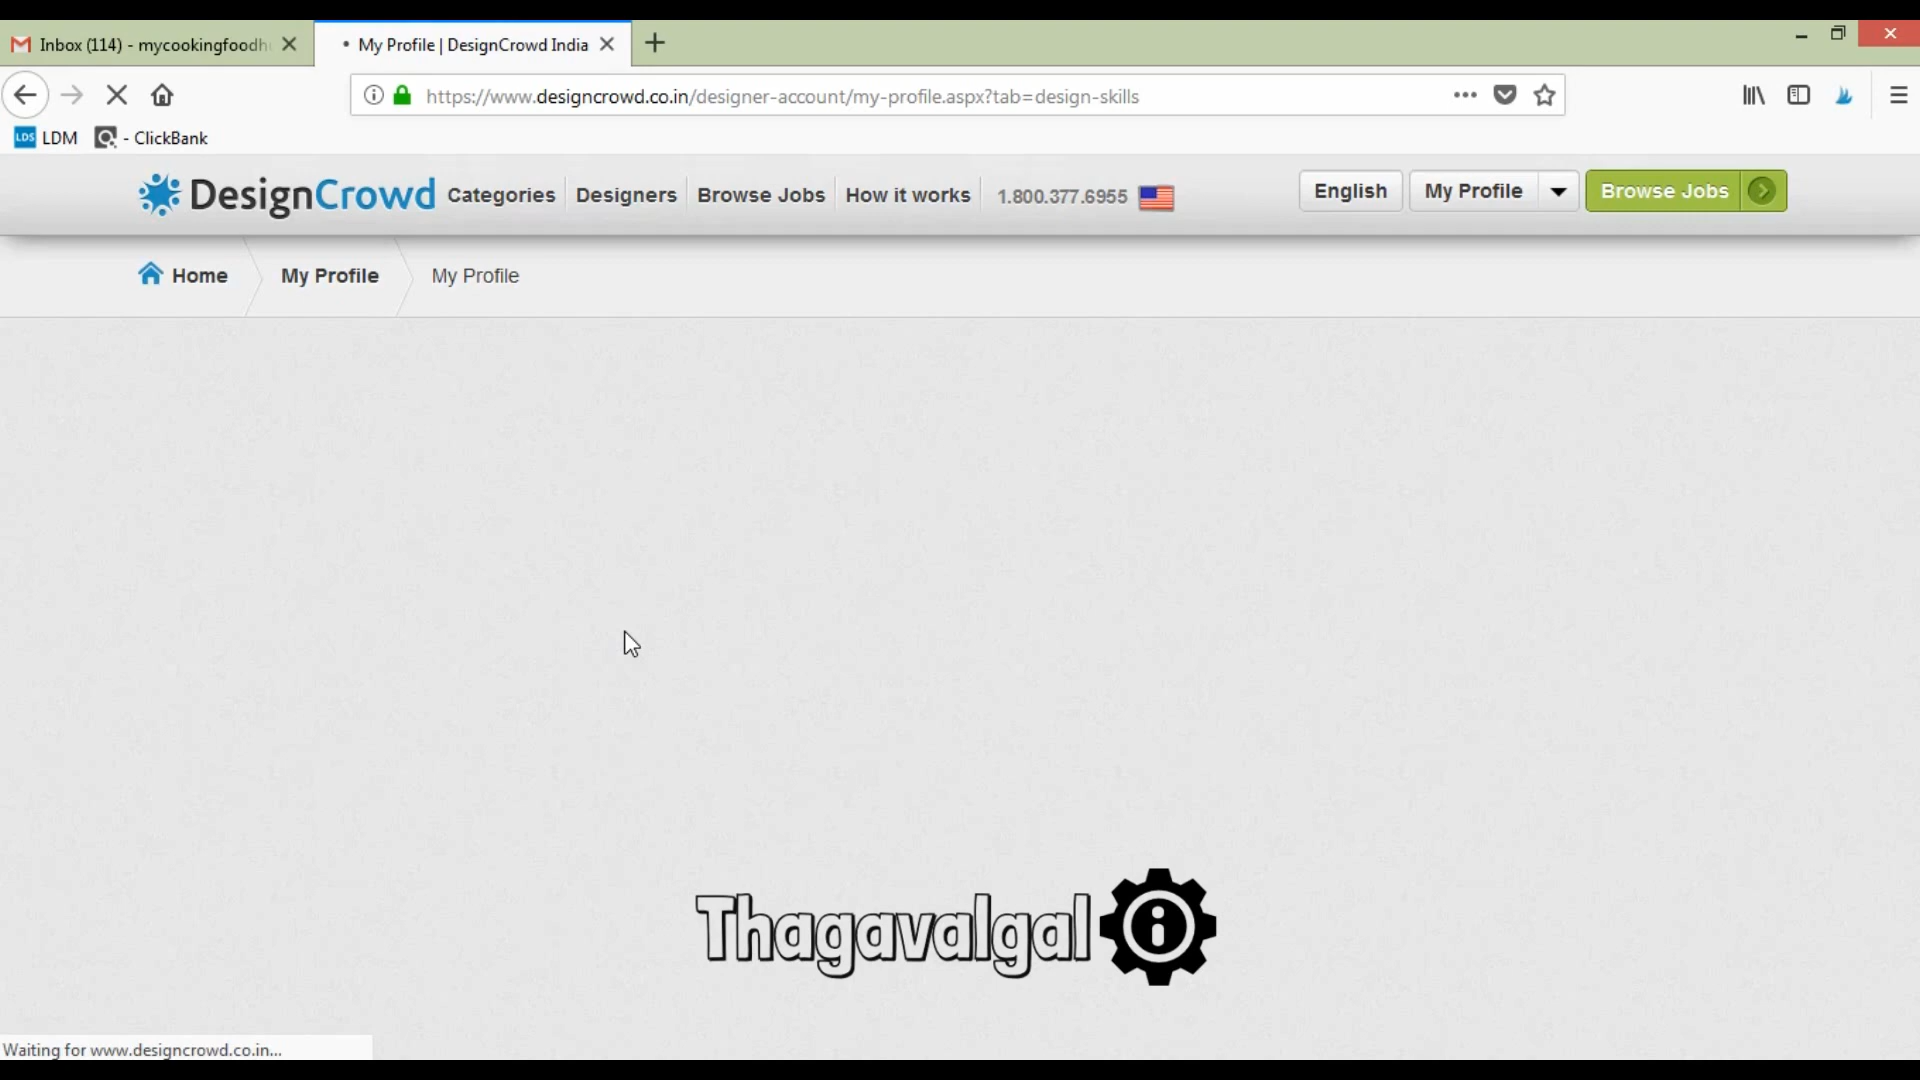 Inbox (114) - mycookingfoodh
My Profile | DesignCrowd India
https://www.designcrowd.co.in/designer-account/my-profile.aspx?tab=design-skills
LDS LDM - ClickBank
DesignCrowd Categories Designers Browse Jobs How it works 1.800.377.6955 English My Profile Browse Jobs
Home My Profile My Profile
Thagavalgal i
Waiting for www.designcrowd.co.in...